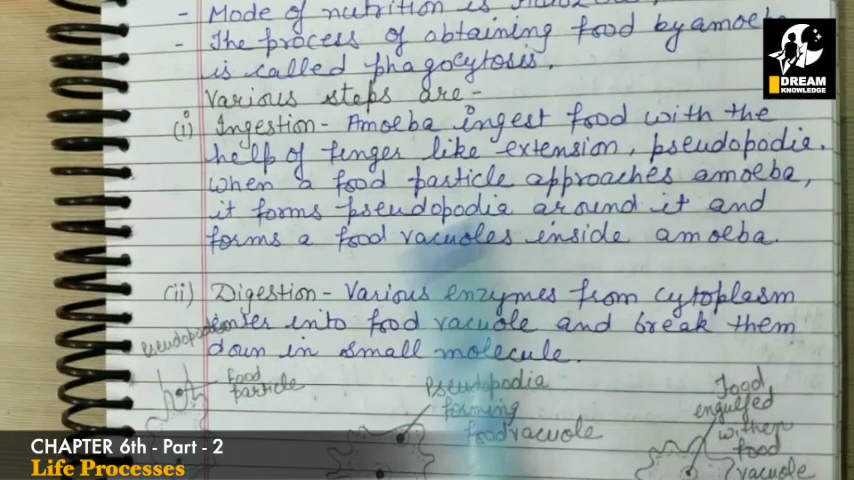 - Mode of nutrition is
- The process of obtaining food by amoeba
is called phagocytosis.
Various steps are -
(i) Ingestion - Amoeba ingest food with the
help of finger like extension, pseudopodia.
when a food particle approaches amoeba,
it forms pseudopodia around it and
forms a food vacuoles inside amoeba.
(ii) Digestion - Various enzymes from cytoplasm
enter into food vacuole and break them
down in small molecule.
Pseudopodia
food
particle
Pseudopodia
forming
food vacuole
Food
engulfed
within
food
vacuole
DREAM
KNOWLEDGE
CHAPTER 6th - Part - 2
Life Processes